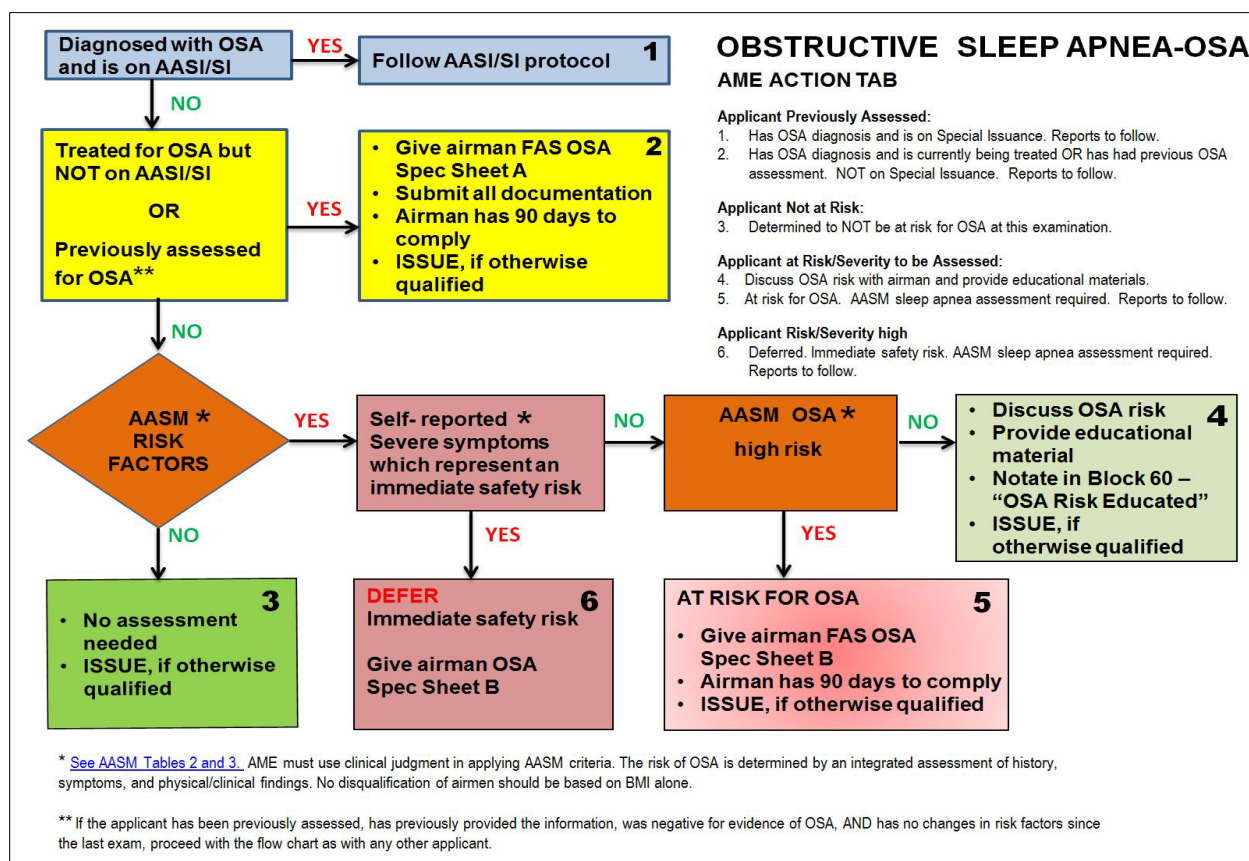 Diagnosed with OSA
and is on AASI/SI
YES
Follow AASI/SI protocol
1
OBSTRUCTIVE SLEEP APNEA-OSA
AME ACTION TAB
Applicant Previously Assessed:
1. Has OSA diagnosis and is on Special Issuance. Reports to follow.
2. Has OSA diagnosis and is currently being treated OR has had previous OSA
assessment. NOT on Special Issuance. Reports to follow.
Applicant Not at Risk:
3. Determined to NOT be at risk for OSA at this examination.
Applicant at Risk/Severity to be Assessed:
4. Discuss OSA risk with airman and provide educational materials.
5. At risk for OSA. AASM sleep apnea assessment required. Reports to follow.
Applicant Risk/Severity high
6. Deferred. Immediate safety risk. AASM sleep apnea assessment required.
Reports to follow.
NO
Treated for OSA but
NOT on AASI/SI
OR
Previously assessed
for OSA**
YES
2
• Give airman FAS OSA
Spec Sheet A
• Submit all documentation
• Airman has 90 days to
comply
• ISSUE, if otherwise
qualified
NO
AASM *
RISK
FACTORS
YES
Self- reported *
Severe symptoms
which represent an
immediate safety risk
NO
AASM OSA *
high risk
NO
4
• Discuss OSA risk
• Provide educational
material
• Notate in Block 60 –
“OSA Risk Educated”
• ISSUE, if
otherwise qualified
NO
YES
YES
3
• No assessment
needed
• ISSUE, if otherwise
qualified
DEFER
6
Immediate safety risk
Give airman OSA
Spec Sheet B
AT RISK FOR OSA
5
• Give airman FAS OSA
Spec Sheet B
• Airman has 90 days to comply
• ISSUE, if otherwise qualified
* See AASM Tables 2 and 3. AME must use clinical judgment in applying AASM criteria. The risk of OSA is determined by an integrated assessment of history,
symptoms, and physical/clinical findings. No disqualification of airmen should be based on BMI alone.
** If the applicant has been previously assessed, has previously provided the information, was negative for evidence of OSA, AND has no changes in risk factors since
the last exam, proceed with the flow chart as with any other applicant.